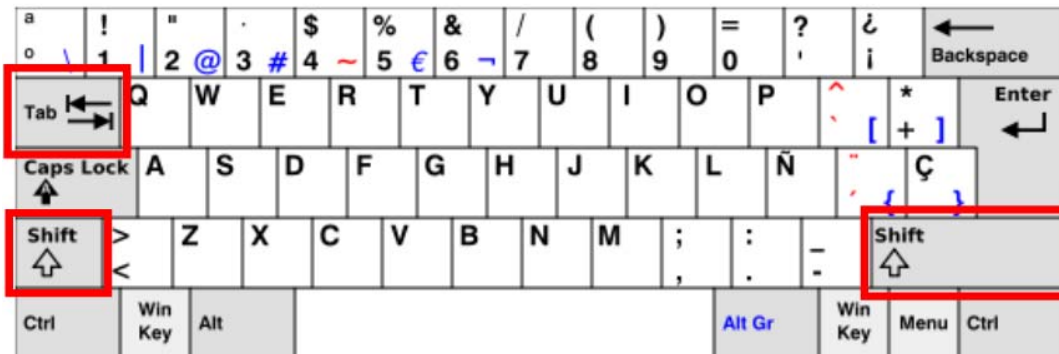 a ! " · $ % & / ( ) = ? ¿
º \ 1 | 2 @ 3 # 4 ~ 5 € 6 ¬ 7 8 9 0 ' ¡ Backspace
Tab Q W E R T Y U I O P ^ * Enter
` [ + ]
Caps Lock A S D F G H J K L Ñ ¨ Ç
´ { }
Shift > Z X C V B N M ; : _ Shift
< , . -
Ctrl Win Key Alt Alt Gr Win Key Menu Ctrl